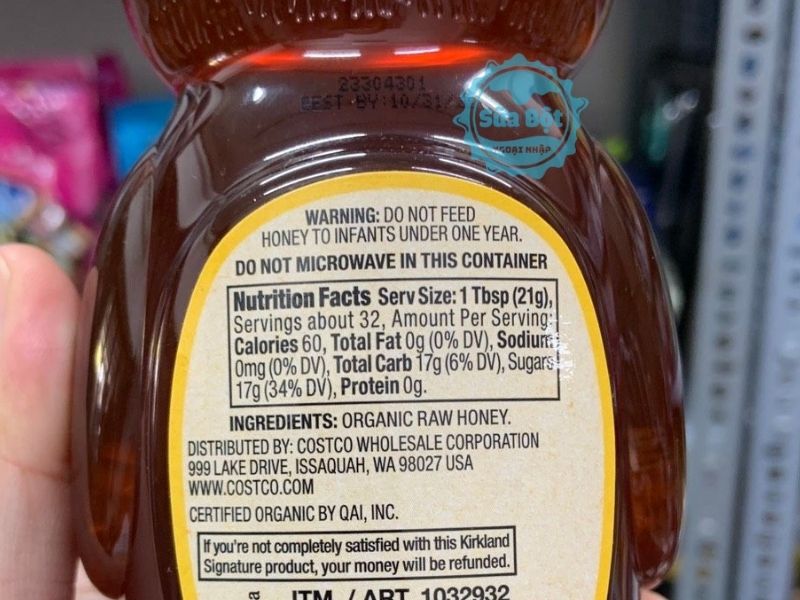 23304301
BEST BY:10/31/
Sữa Bột
NGOẠI NHẬP
WARNING: DO NOT FEED
HONEY TO INFANTS UNDER ONE YEAR.
DO NOT MICROWAVE IN THIS CONTAINER
Nutrition Facts Serv Size: 1 Tbsp (21g),
Servings about 32, Amount Per Serving:
Calories 60, Total Fat 0g (0% DV), Sodium
0mg (0% DV), Total Carb 17g (6% DV), Sugars
17g (34% DV), Protein 0g.
INGREDIENTS: ORGANIC RAW HONEY.
DISTRIBUTED BY: COSTCO WHOLESALE CORPORATION
999 LAKE DRIVE, ISSAQUAH, WA 98027 USA
WWW.COSTCO.COM
CERTIFIED ORGANIC BY QAI, INC.
If you're not completely satisfied with this Kirkland
Signature product, your money will be refunded.
ITM. / ART. 1032932